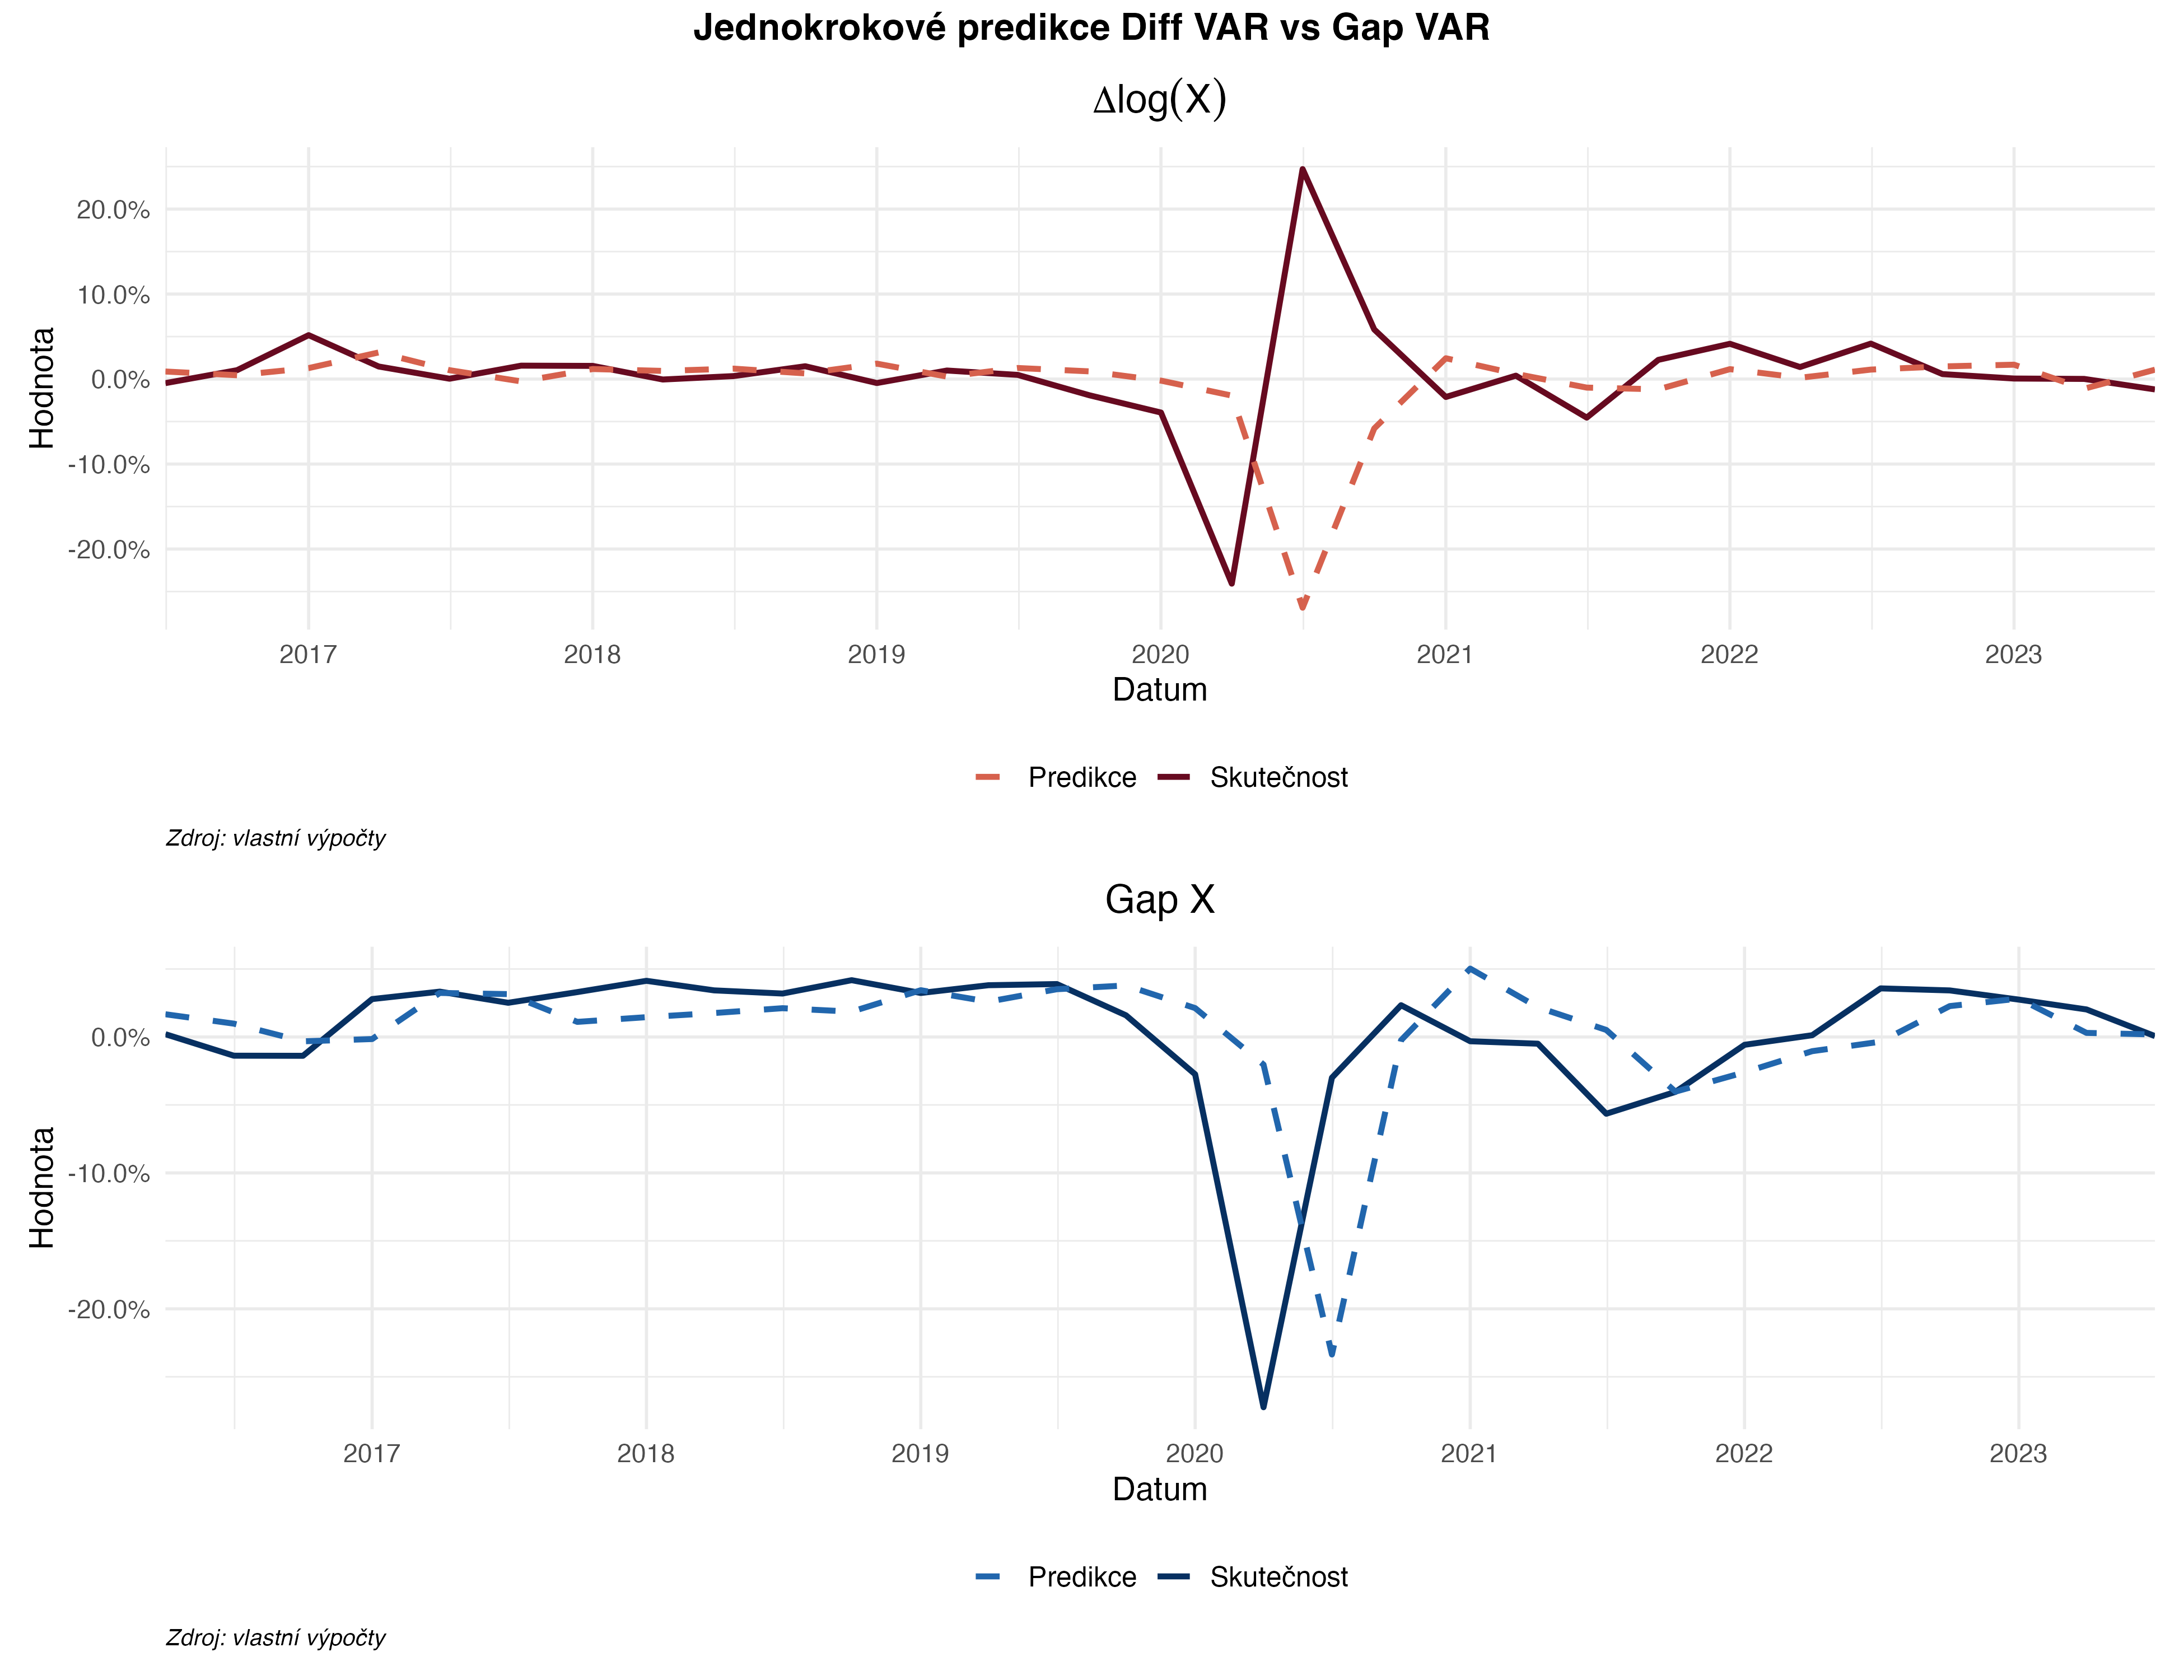 Jednokrokové predikce Diff VAR vs Gap VAR
Δlog(X)
Hodnota
20.0%
10.0%
0.0%
-10.0%
-20.0%
2017 2018 2019 2020 2021 2022 2023
Datum
Predikce Skutečnost
Zdroj: vlastní výpočty
Gap X
Hodnota
0.0%
-10.0%
-20.0%
2017 2018 2019 2020 2021 2022 2023
Datum
Predikce Skutečnost
Zdroj: vlastní výpočty